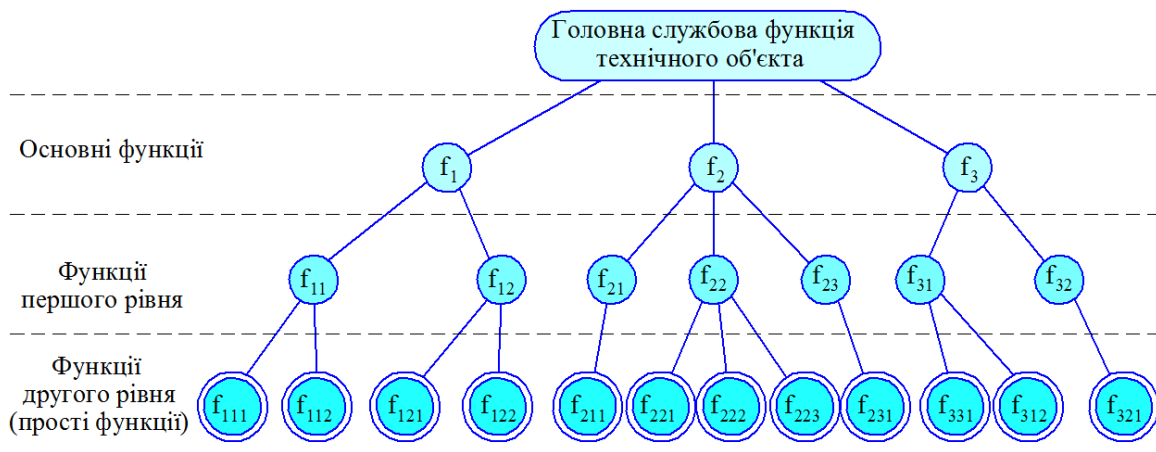 Головна службова функція
технічного об'єкта
Основні функції
f1 f2 f3
Функції
першого рівня
f11 f12 f21 f22 f23 f31 f32
Функції
другого рівня
(прості функції)
f111 f112 f121 f122 f211 f221 f222 f223 f231 f331 f312 f321